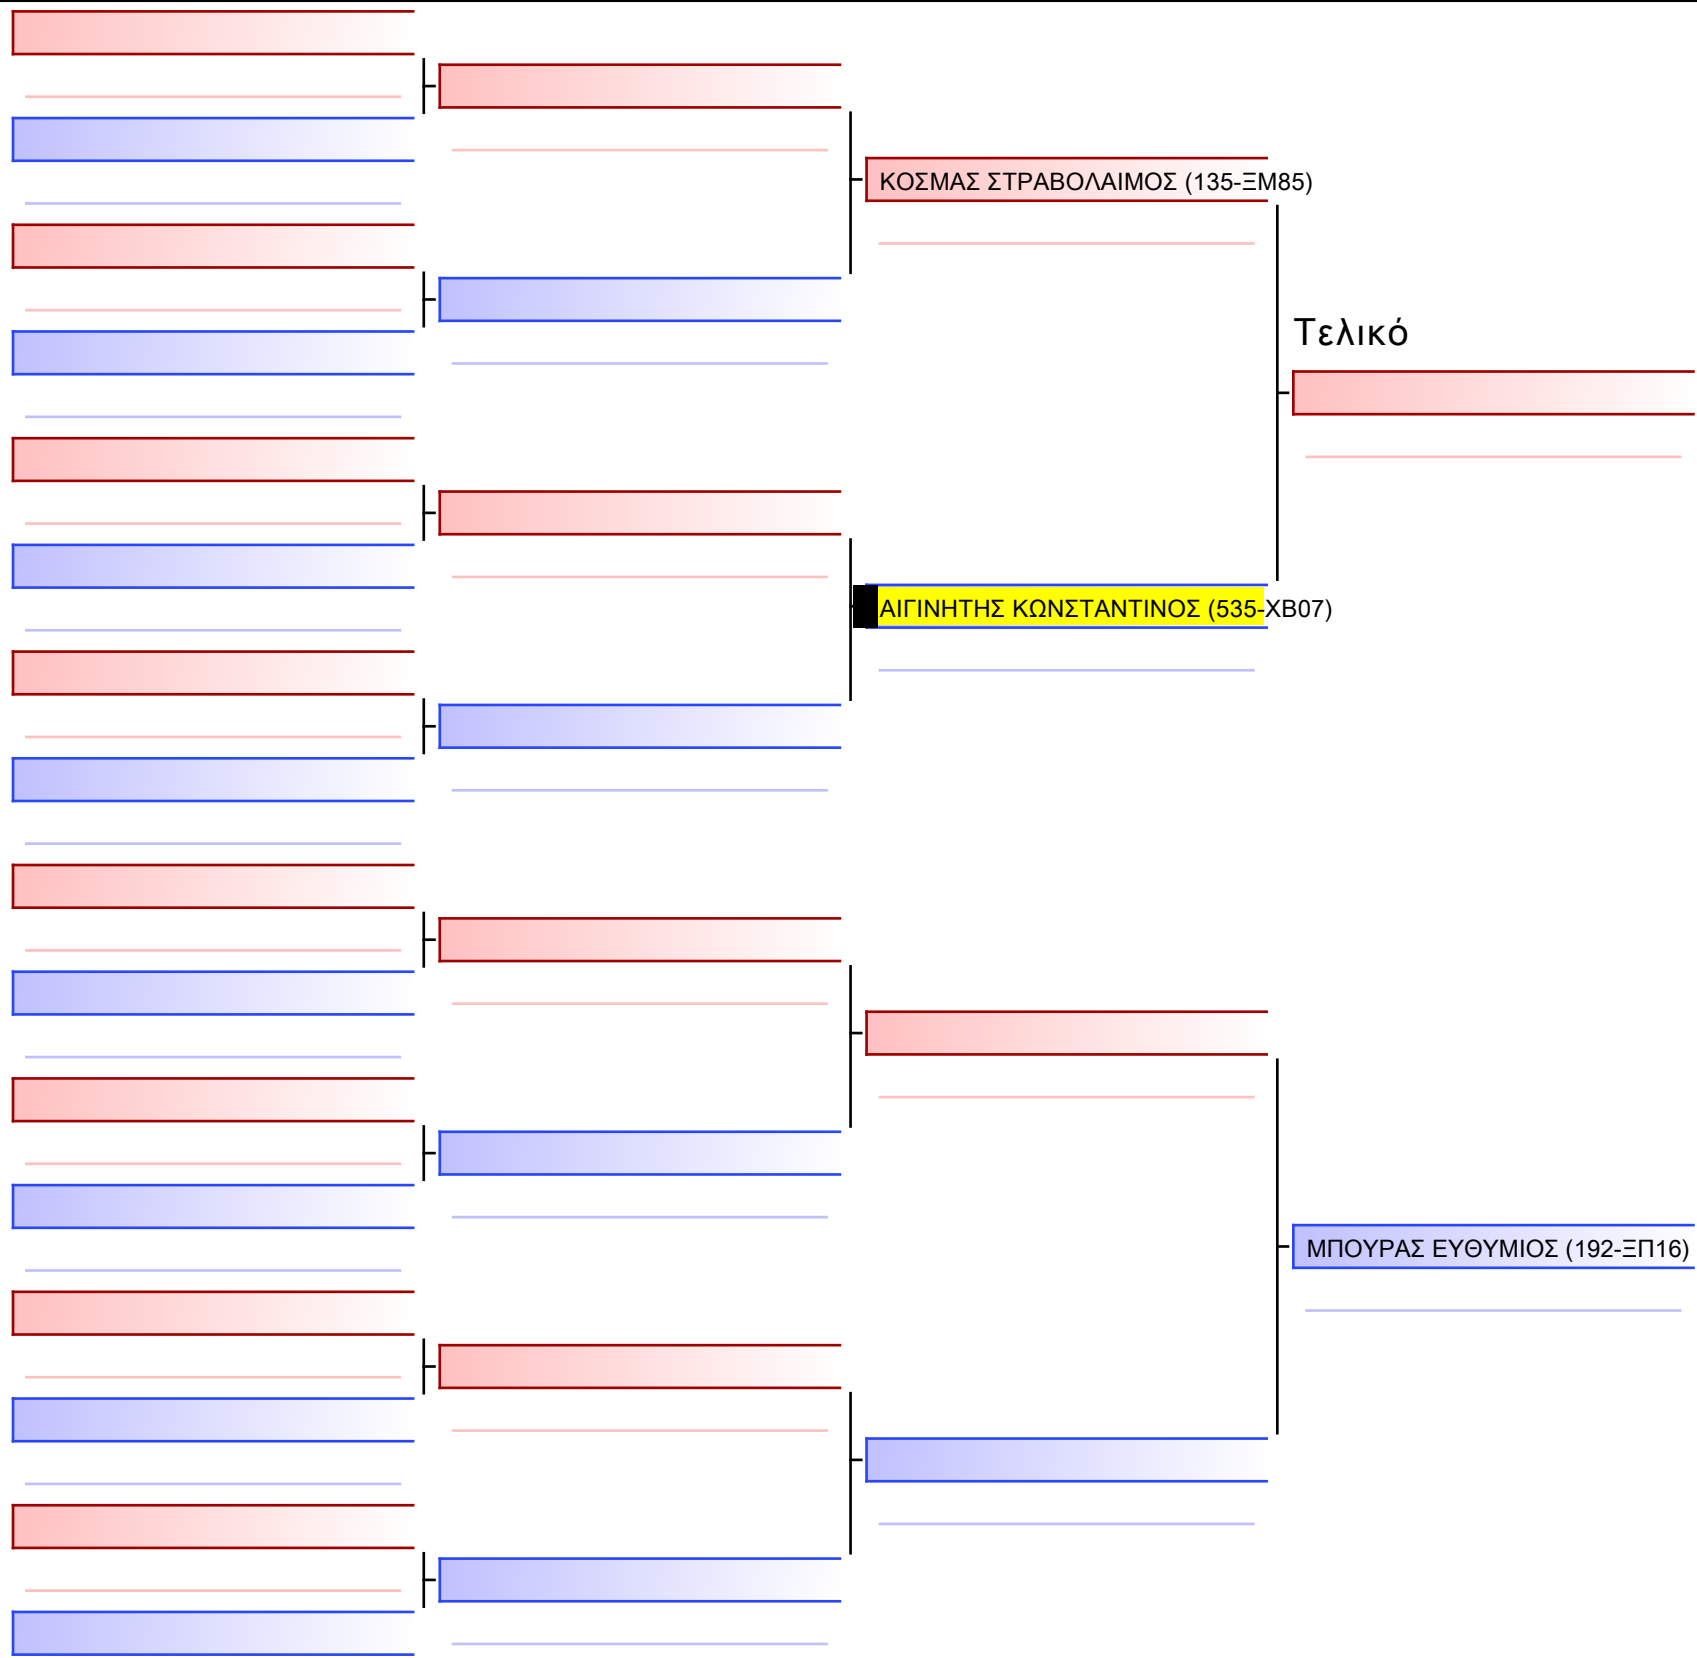 ΚΟΣΜΑΣ ΣΤΡΑΒΟΛΑΙΜΟΣ (135-ΞΜ85)
Τελικό
ΑΙΓΙΝΗΤΗΣ ΚΩΝΣΤΑΝΤΙΝΟΣ (535-ΧΒ07)
ΜΠΟΥΡΑΣ ΕΥΘΥΜΙΟΣ (192-ΞΠ16)